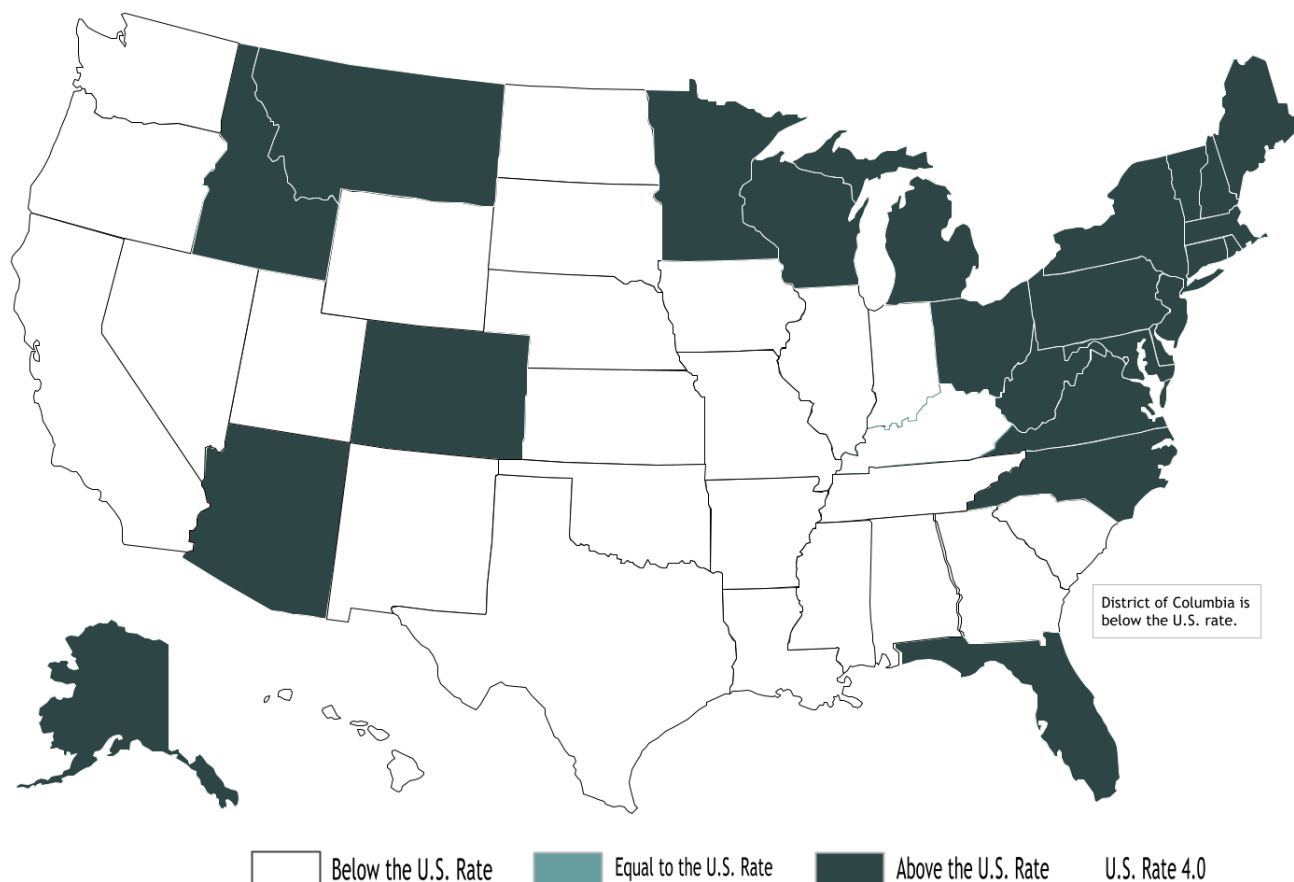 District of Columbia is
below the U.S. rate.
Below the U.S. Rate
Equal to the U.S. Rate
Above the U.S. Rate
U.S. Rate 4.0